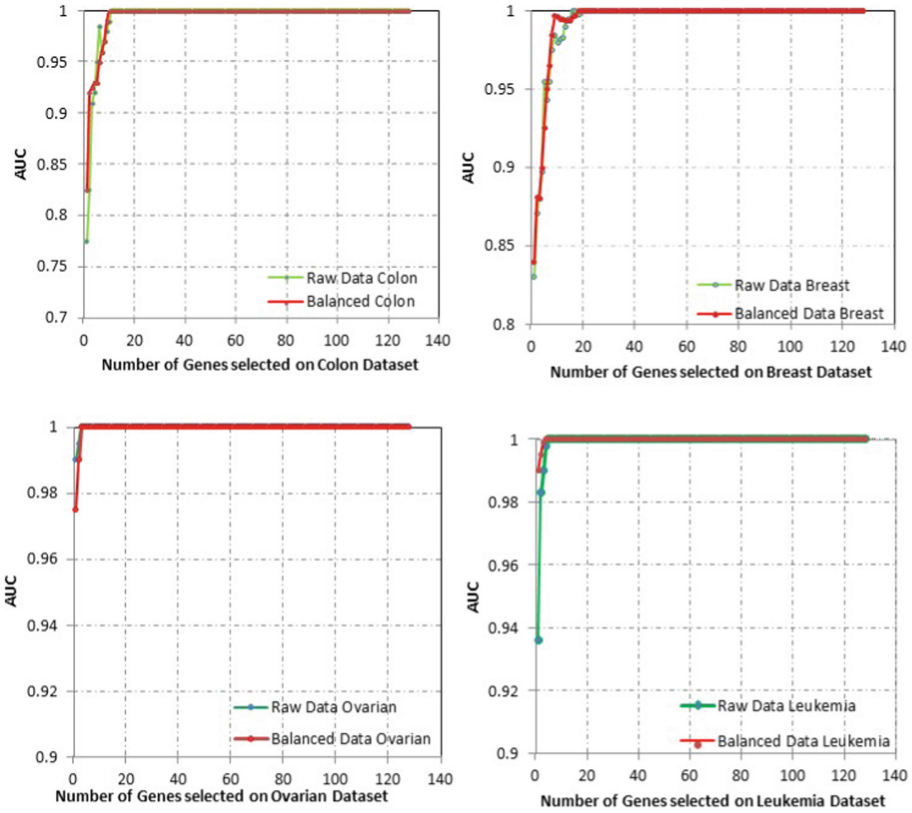 1
0.95
0.9
0.85
0.8
0.75
0.7
AUC
Raw Data Colon
Balanced Colon
0 20 40 60 80 100 120 140
Number of Genes selected on Colon Dataset
1
0.95
0.9
0.85
0.8
AUC
Raw Data Breast
Balanced Data Breast
0 20 40 60 80 100 120 140
Number of Genes selected on Breast Dataset
1
0.98
0.96
0.94
0.92
0.9
AUC
Raw Data Ovarian
Balanced Data Ovarian
0 20 40 60 80 100 120 140
Number of Genes selected on Ovarian Dataset
1
0.98
0.96
0.94
0.92
0.9
AUC
Raw Data Leukemia
Balanced Data Leukemia
0 20 40 60 80 100 120 140
Number of Genes selected on Leukemia Dataset